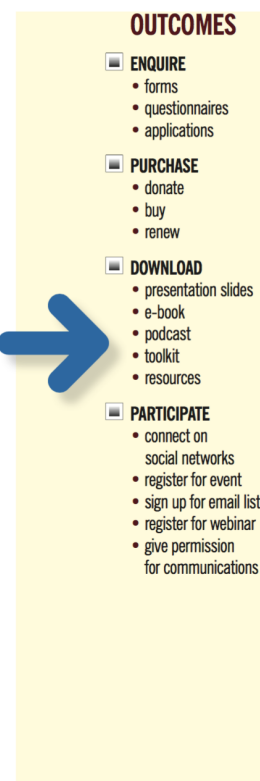 OUTCOMES
ENQUIRE
• forms
• questionnaires
• applications
PURCHASE
• donate
• buy
• renew
DOWNLOAD
• presentation slides
• e-book
• podcast
• toolkit
• resources
PARTICIPATE
• connect on
social networks
• register for event
• sign up for email list
• register for webinar
• give permission
for communications